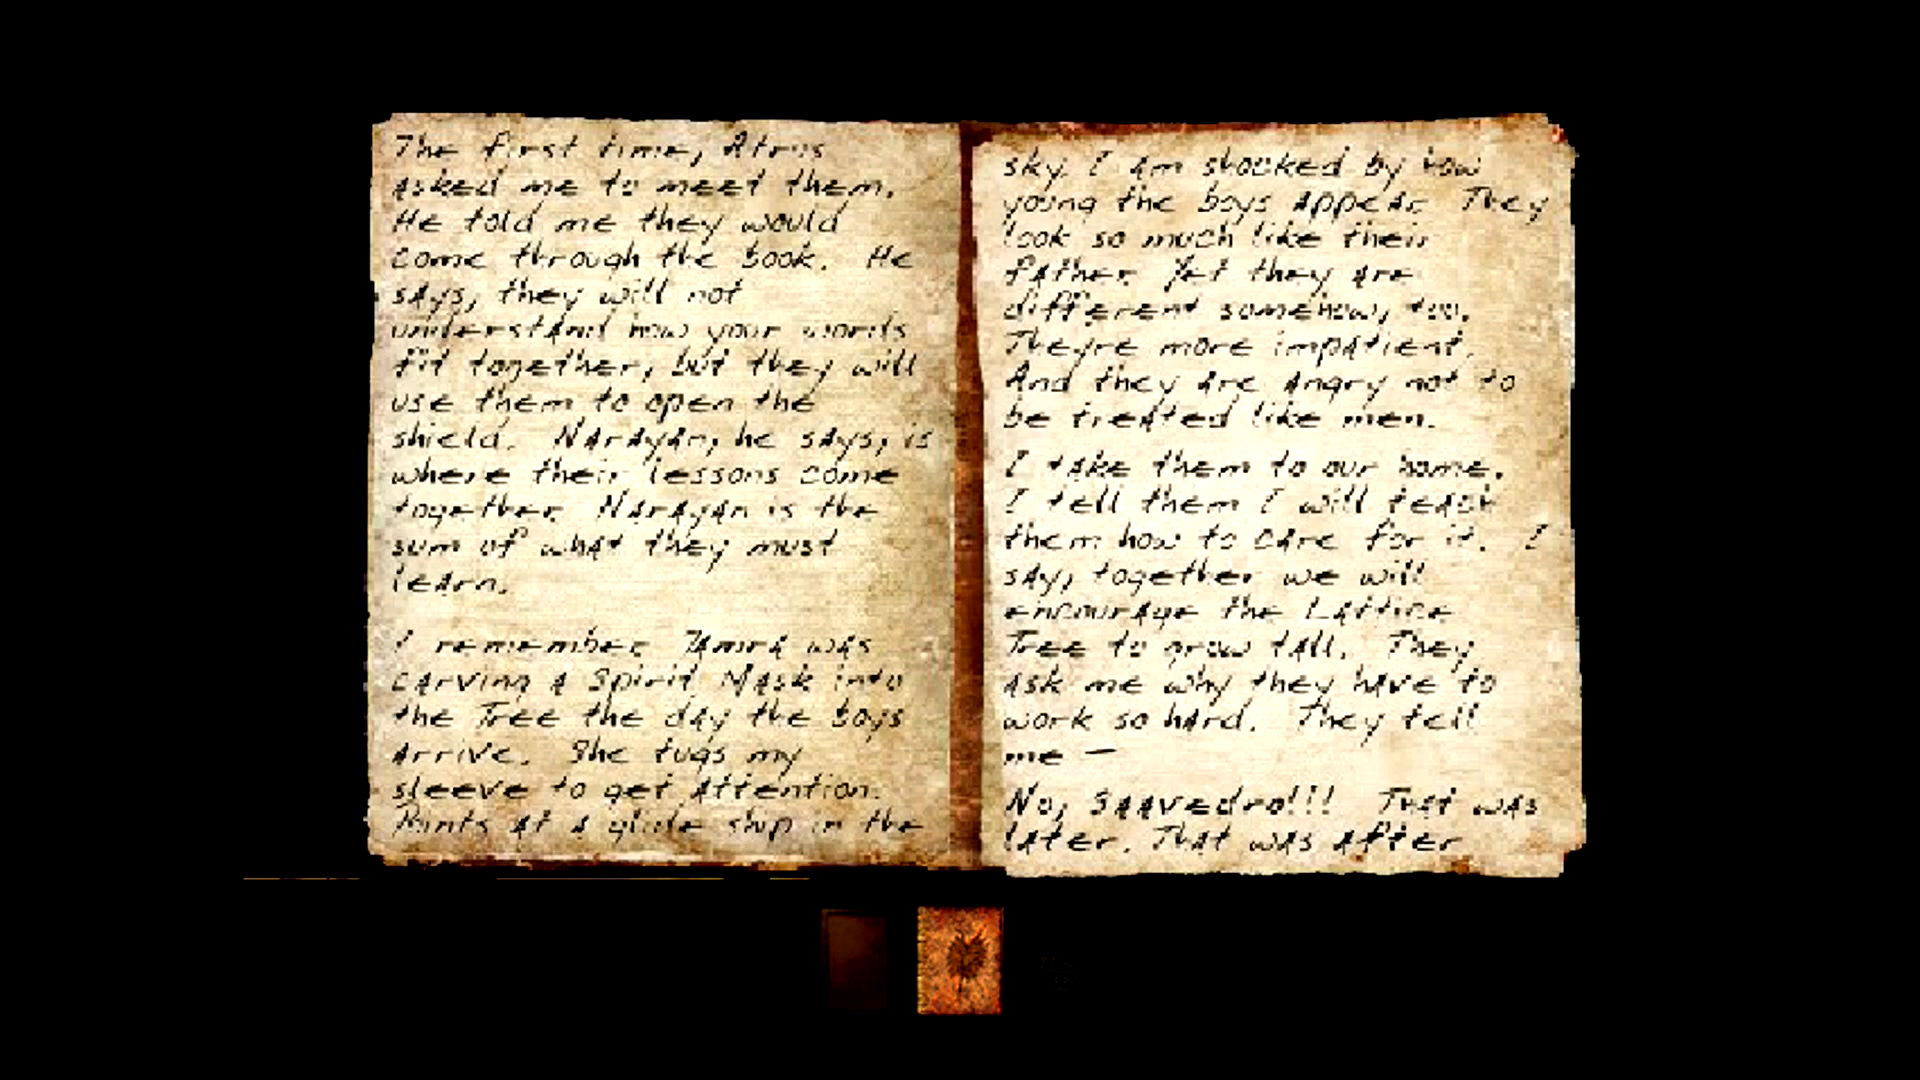 The first time, Atrus
asked me to meet them.
He told me they would
come through the book. He
says, they will not
understand how your words
fit together, but they will
use them to open the
shield. Narayan, he says, is
where their lessons come
together. Narayan is the
sum of what they must
learn.
I remember Tamra was
carving a Spirit Mask into
the Tree the day the boys
arrive. She tugs my
sleeve to get attention.
Points at a glide ship in the
sky. I am shocked by how
young the boys appear. They
look so much like their
father. Yet they are
different somehow, too.
Theyre more impatient.
And they are angry not to
be treated like men.
I take them to our home.
I tell them I will teach
them how to care for it. I
say, together we will
encourage the Lattice
Tree to grow tall. They
ask me why they have to
work so hard. They tell
me —
No, Saavedro!!! That was
later. That was after